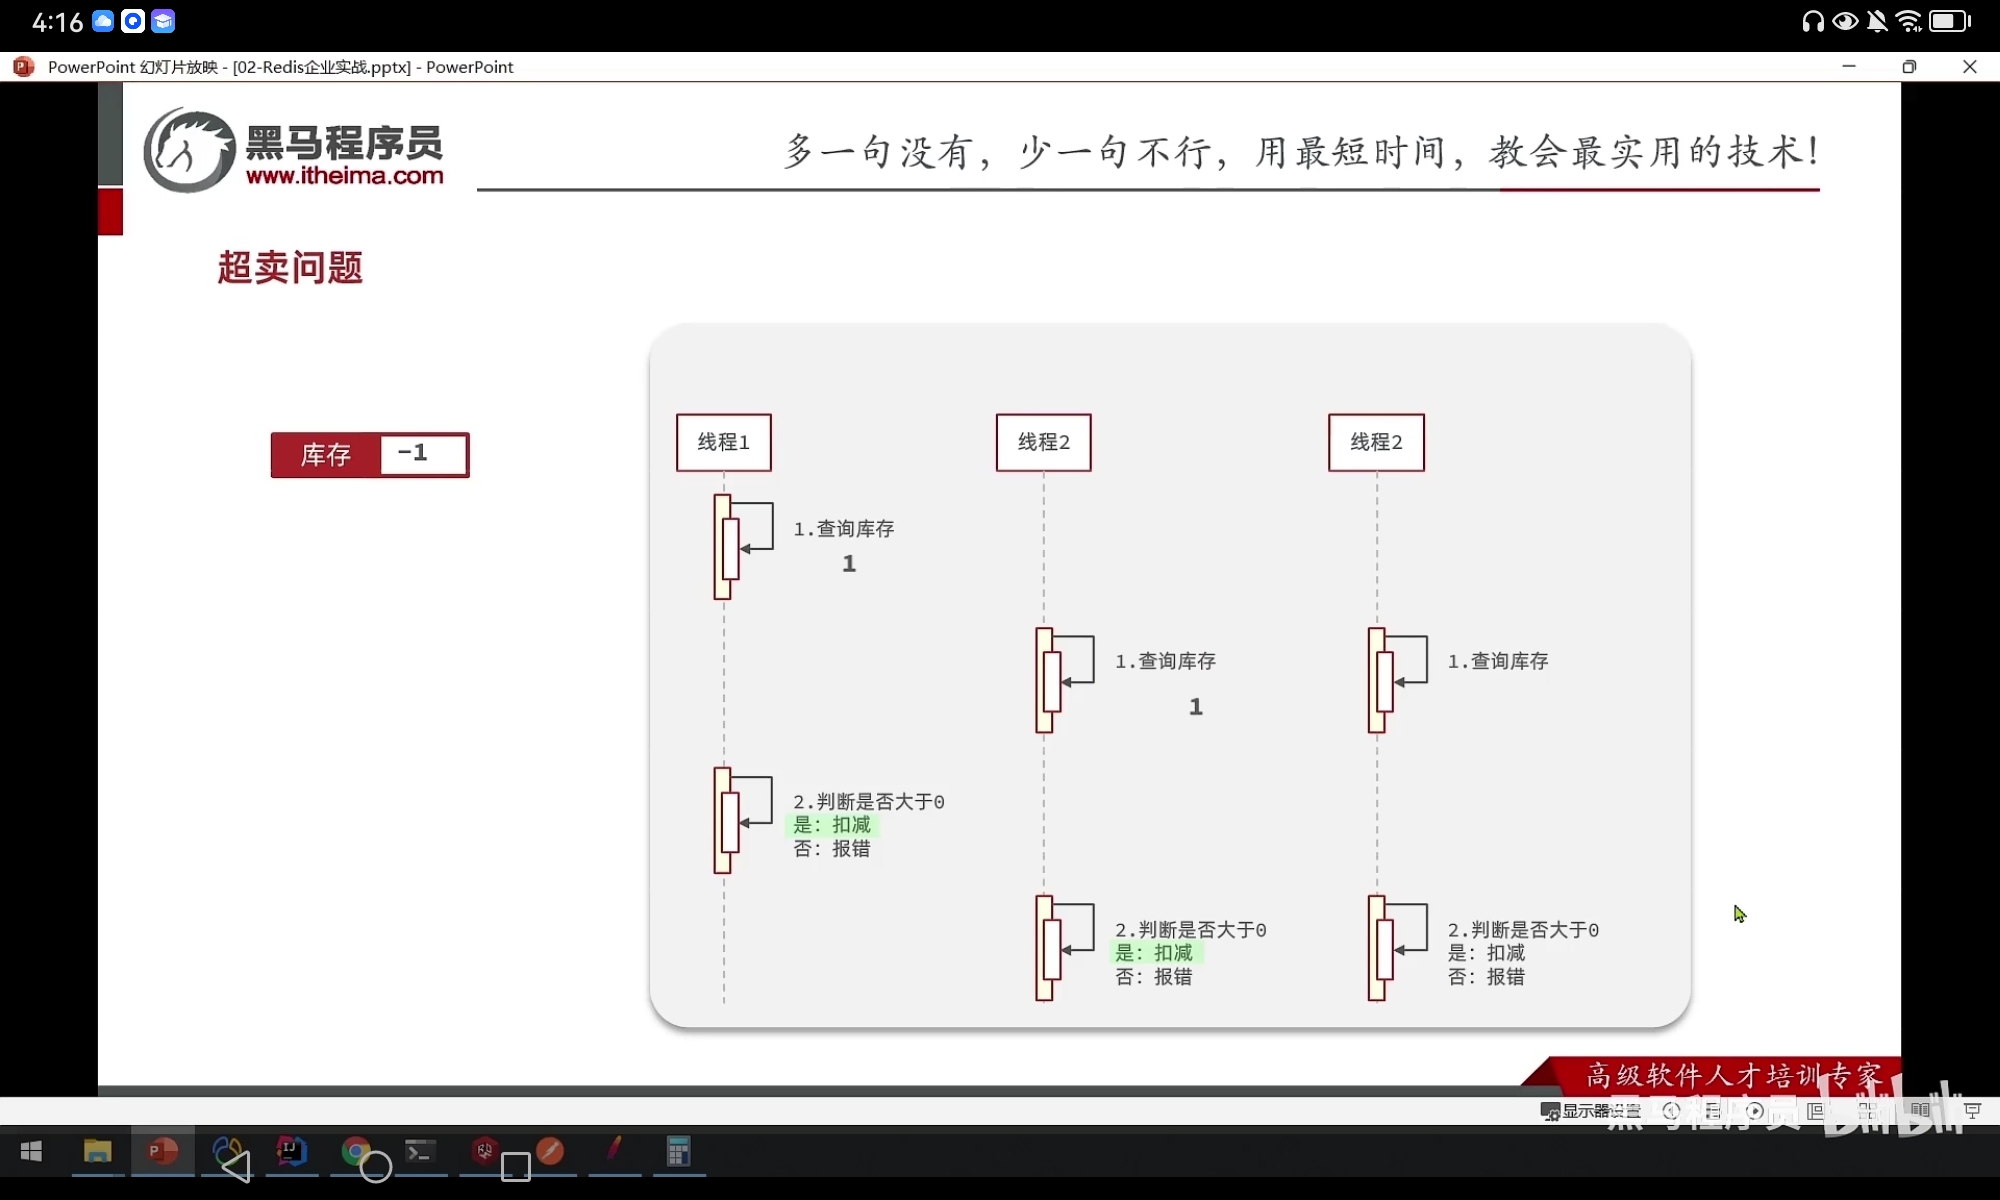 4:16
PowerPoint 幻灯片放映 - [02-Redis企业实战.pptx] - PowerPoint
黑马程序员
www.itheima.com
多一句没有，少一句不行，用最短时间，教会最实用的技术！
超卖问题
库存 -1
线程1
线程2
线程2
1.查询库存
1
1.查询库存
1
1.查询库存
2.判断是否大于0
是：扣减
否：报错
2.判断是否大于0
是：扣减
否：报错
2.判断是否大于0
是：扣减
否：报错
高级软件人才培训专家
显示器设置
黑马程序员 bilibili